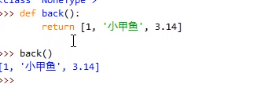 <class 'NoneType'>
>>> def back():
return [1, '小甲鱼', 3.14]
>>> back()
[1, '小甲鱼', 3.14]
>>>